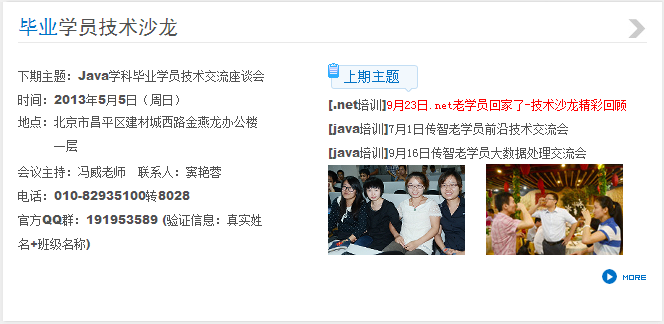 毕业学员技术沙龙
下期主题：Java学科毕业学员技术交流座谈会
时间：2013年5月5日（周日）
地点：北京市昌平区建材城西路金燕龙办公楼
一层
会议主持：冯威老师 联系人：窦艳蓉
电话：010-82935100转8028
官方QQ群：191953589 (验证信息：真实姓
名+班级名称)
上期主题
[.net培训]9月23日.net老学员回家了-技术沙龙精彩回顾
[java培训]7月1日传智老学员前沿技术交流会
[java培训]9月16日传智老学员大数据处理交流会
MORE